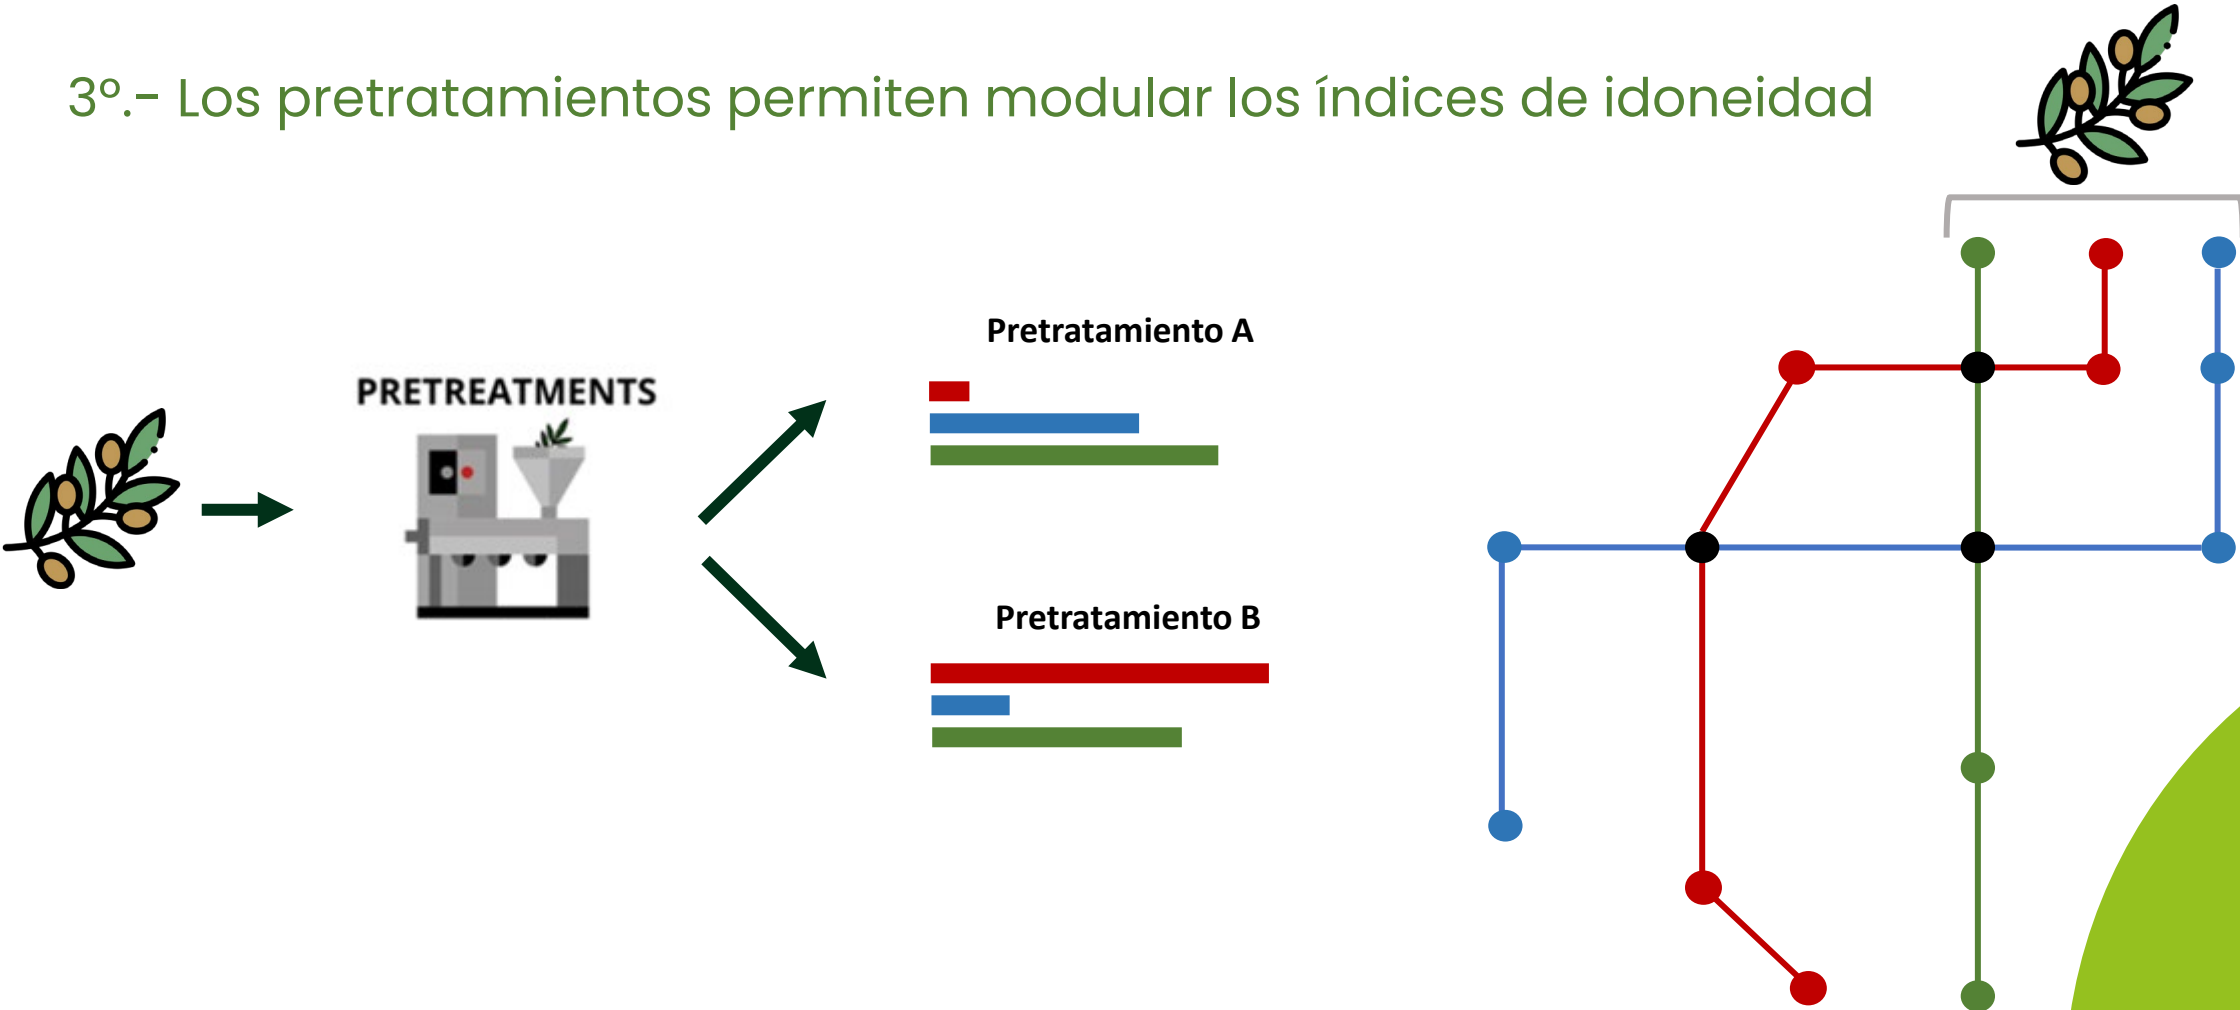 3º.- Los pretratamientos permiten modular los índices de idoneidad
PRETREATMENTS
Pretratamiento A
Pretratamiento B